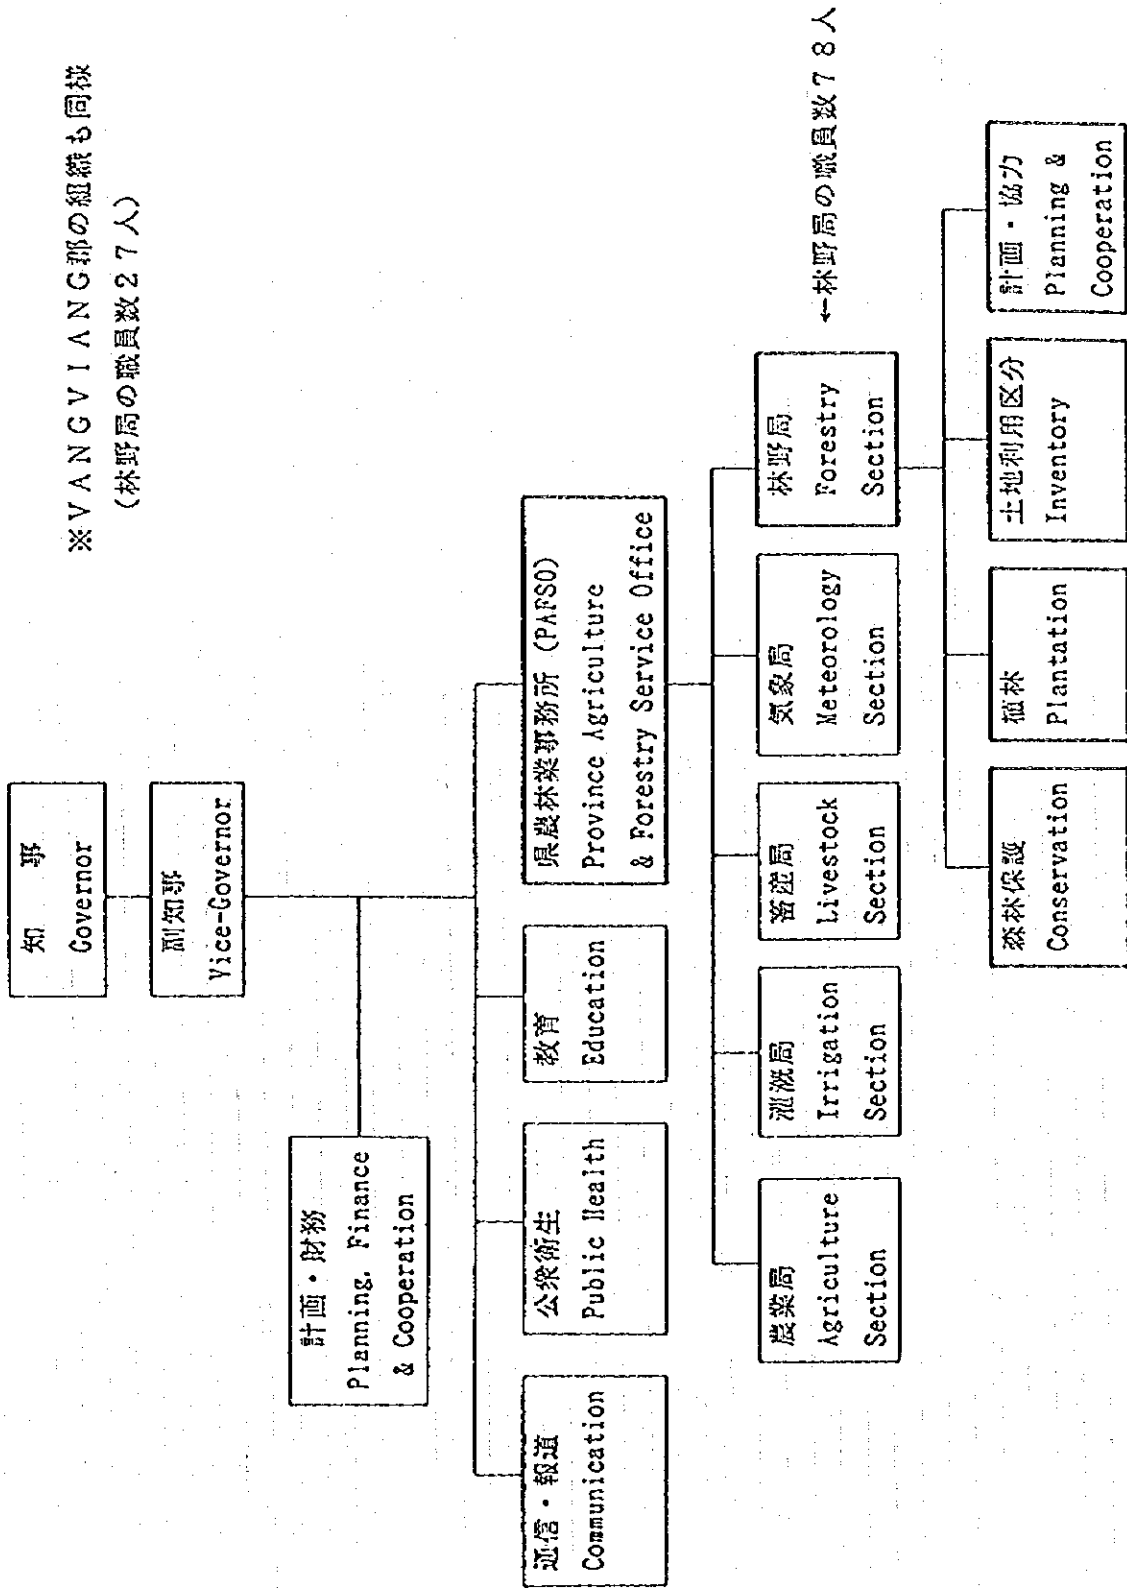 ※ＶＡＮＧＶＩＡＮＧ郡の組織も同様
（林野局の職員数２７人）
知　事
Governor
副知事
Vice-Governor
計画・財務
Planning, Finance
& Cooperation
通信・報道
Communication
公衆衛生
Public Health
教育
Education
県農林業事務所 (PAFSO)
Province Agriculture
& Forestry Service Office
農業局
Agriculture
Section
灌漑局
Irrigation
Section
畜産局
Livestock
Section
気象局
Meteorology
Section
林野局
Forestry
Section
←林野局の職員数７８人
森林保護
Conservation
植林
Plantation
土地利用区分
Inventory
計画・協力
Planning &
Cooperation